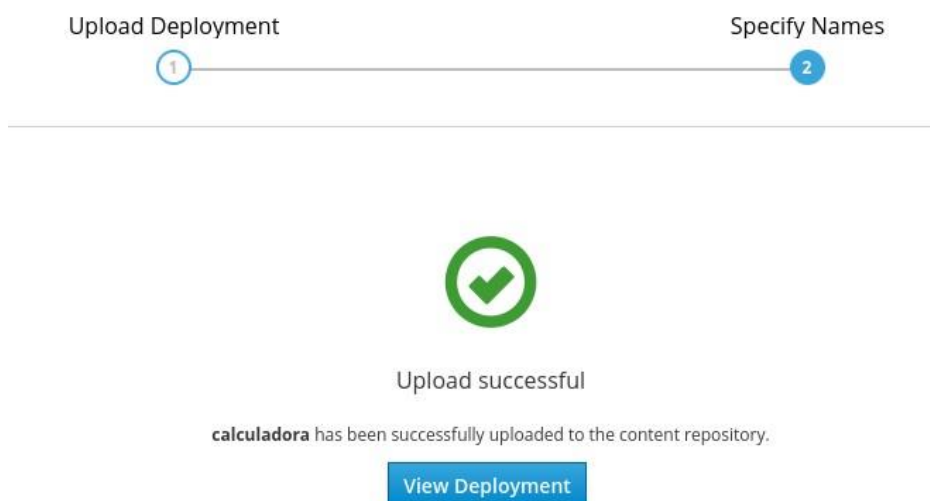 Upload Deployment
Specify Names
1
2
Upload successful
calculadora has been successfully uploaded to the content repository.
View Deployment